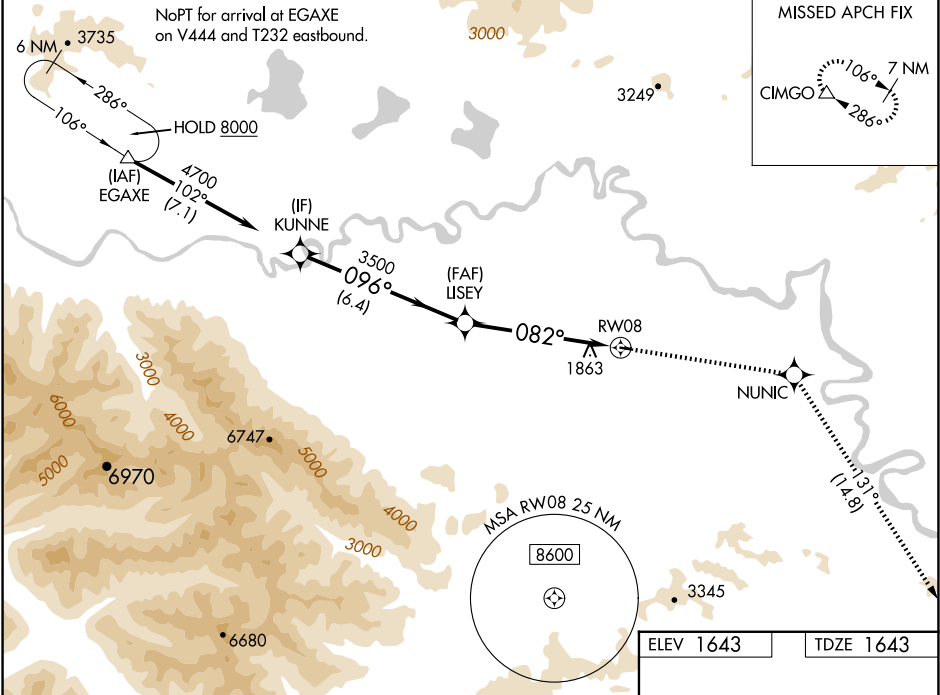 NoPT for arrival at EGAXE
on V444 and T232 eastbound.
6 NM
3735
286°
106°
HOLD 8000
(IAF)
EGAXE
4700
102°
(7.1)
(IF)
KUNNE
3500
096°
(6.4)
(FAF)
LISEY
082°
RW08
1863
NUNIC
131°
(14.8)
3000
3249
MISSED APCH FIX
CIMGO
106°
7 NM
286°
3000
4000
6000
5000
6970
6747
5000
4000
3000
6680
MSA RW08 25 NM
8600
3345
ELEV 1643
TDZE 1643